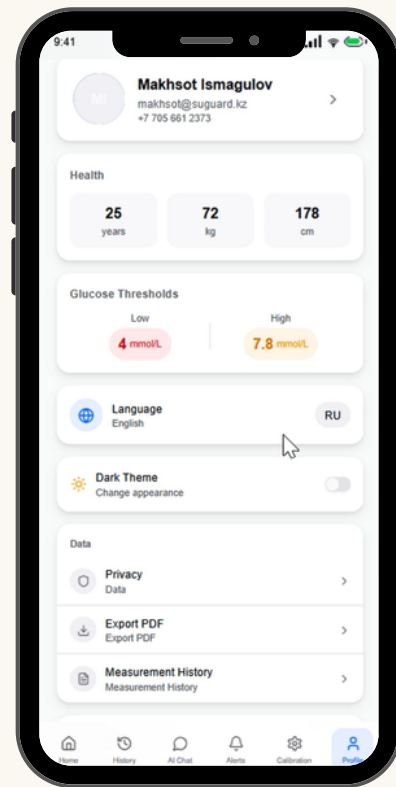 9:41
MI
Makhsot Ismagulov
makhsot@suguard.kz
+7 705 661 2373
Health
25 72 178
years kg cm
Glucose Thresholds
Low High
4 mmol/L 7.8 mmol/L
Language
English
RU
Dark Theme
Change appearance
Data
Privacy
Data
Export PDF
Export PDF
Measurement History
Measurement History
Home History AI Chat Alerts Calibration Profile